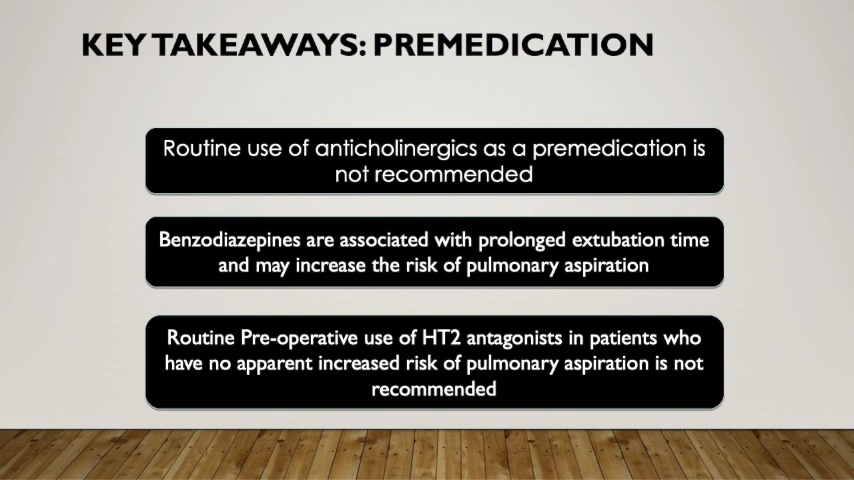 KEY TAKEAWAYS: PREMEDICATION
Routine use of anticholinergics as a premedication is
not recommended
Benzodiazepines are associated with prolonged extubation time
and may increase the risk of pulmonary aspiration
Routine Pre-operative use of HT2 antagonists in patients who
have no apparent increased risk of pulmonary aspiration is not
recommended